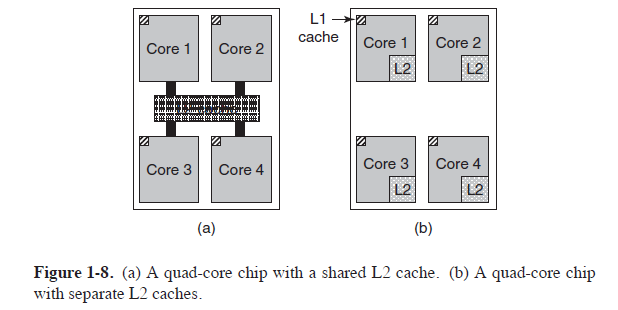 Core 1
Core 2
Core 3
Core 4
(a)
L1
cache
Core 1
L2
Core 2
L2
Core 3
L2
Core 4
L2
(b)
Figure 1-8. (a) A quad-core chip with a shared L2 cache. (b) A quad-core chip
with separate L2 caches.